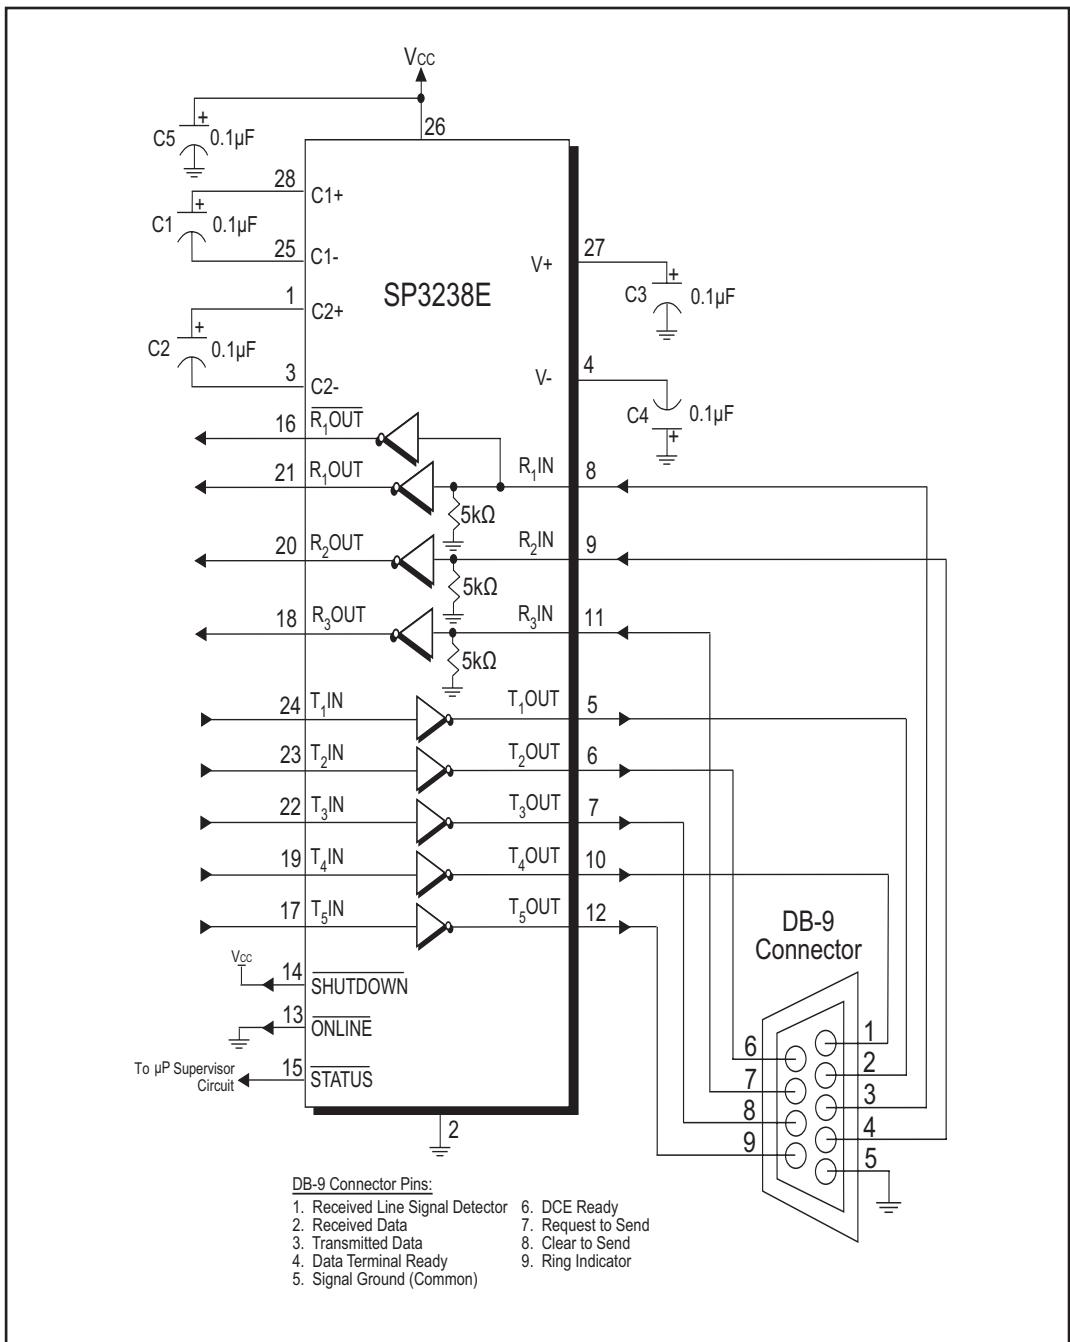 VCC
26
C5
+
0.1µF
28
C1+
C1
+
0.1µF
25
C1-
1
C2+
C2
+
0.1µF
3
C2-
SP3238E
V+
27
C3
+
0.1µF
V-
4
C4
+
0.1µF
16
R1OUT
21
R1OUT
R1IN
8
5kΩ
20
R2OUT
R2IN
9
5kΩ
18
R3OUT
R3IN
11
5kΩ
24
T1IN
T1OUT
5
23
T2IN
T2OUT
6
22
T3IN
T3OUT
7
19
T4IN
T4OUT
10
17
T5IN
T5OUT
12
VCC
14
SHUTDOWN
13
ONLINE
To µP Supervisor
Circuit
15
STATUS
2
DB-9
Connector
6
7
8
9
1
2
3
4
5
DB-9 Connector Pins:
1. Received Line Signal Detector 6. DCE Ready
2. Received Data 7. Request to Send
3. Transmitted Data 8. Clear to Send
4. Data Terminal Ready 9. Ring Indicator
5. Signal Ground (Common)